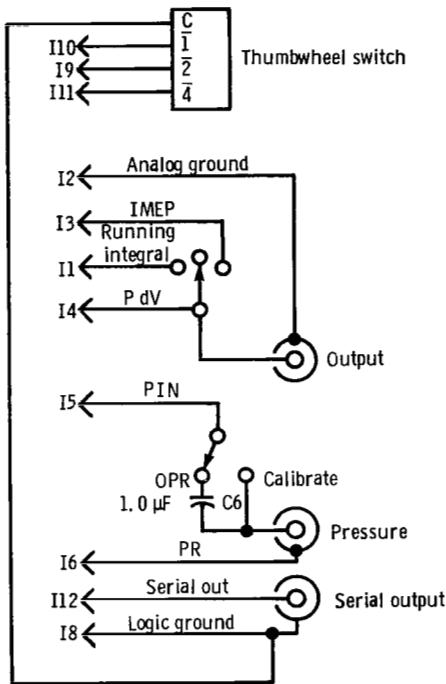 C
I10 1
I9 2 Thumbwheel switch
I11 4
I2 Analog ground
I3 IMEP
Running
I1 integral
I4 P dV
Output
I5 PIN
OPR Calibrate
1.0 μF C6
Pressure
I6 PR
I12 Serial out Serial output
I8 Logic ground